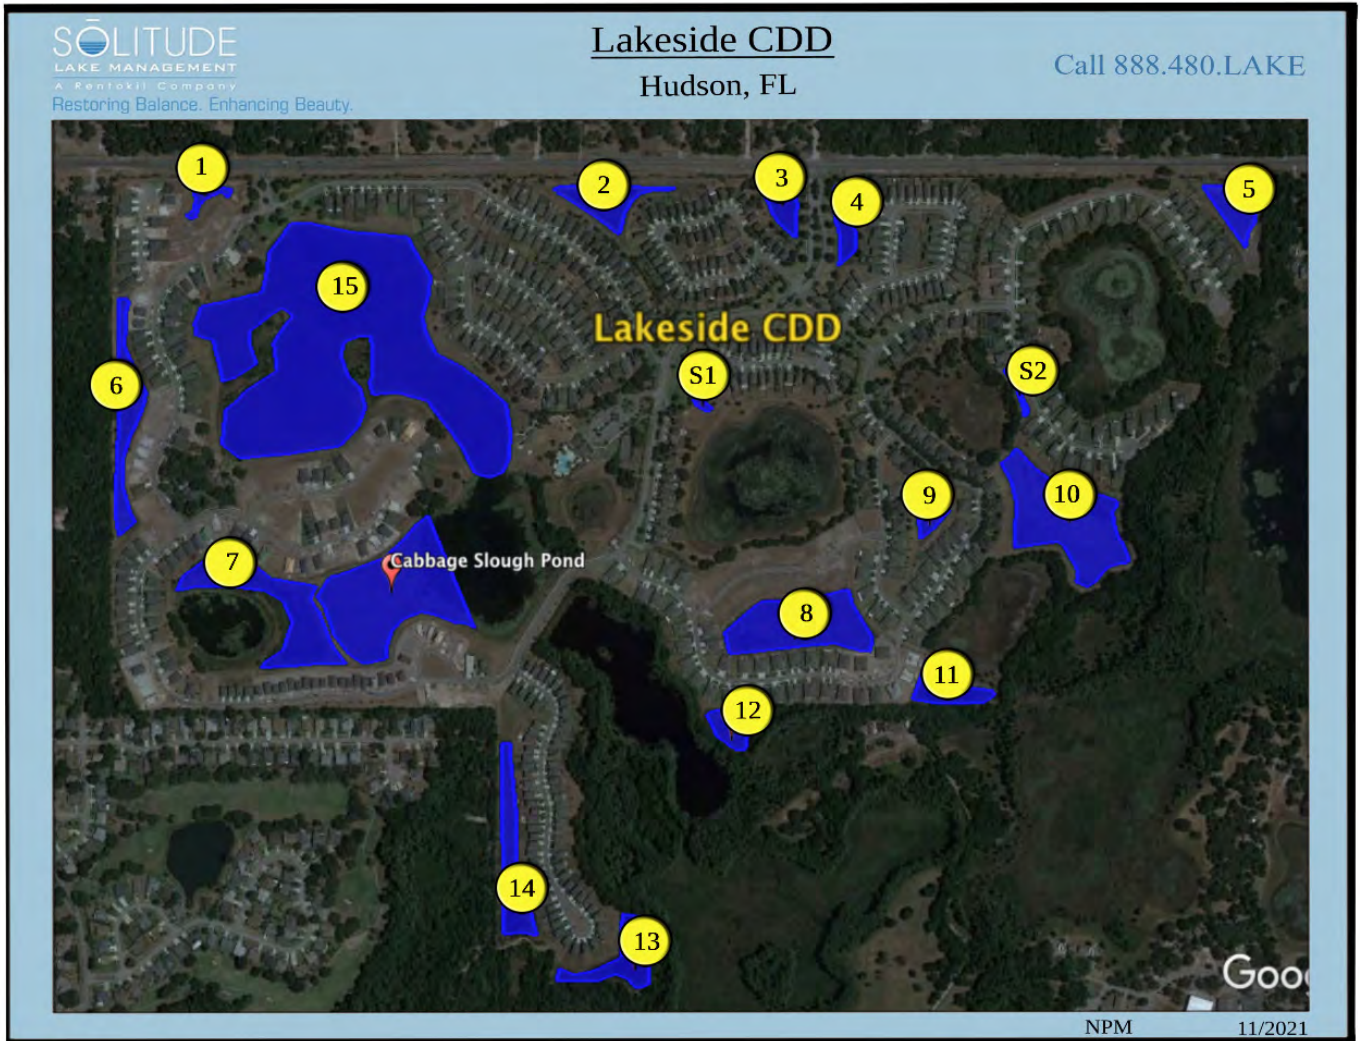 SŌLITUDE
LAKE MANAGEMENT
A Rentokil Company
Restoring Balance. Enhancing Beauty.
Lakeside CDD
Hudson, FL
Call 888.480.LAKE
1
2
3
4
5
15
Lakeside CDD
6
S1
S2
9
10
7
Cabbage Slough Pond
8
11
12
14
13
Goo
NPM
11/2021